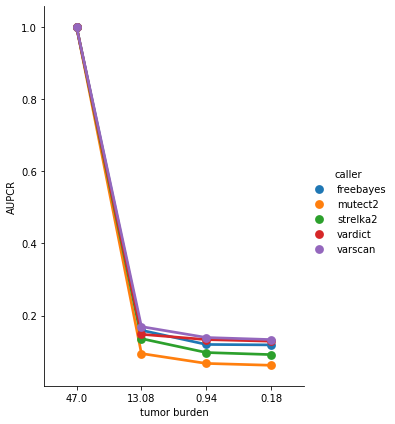 1.0
0.8
0.6
0.4
0.2
AUPCR
47.0 13.08 0.94 0.18
tumor burden
caller
freebayes
mutect2
strelka2
vardict
varscan